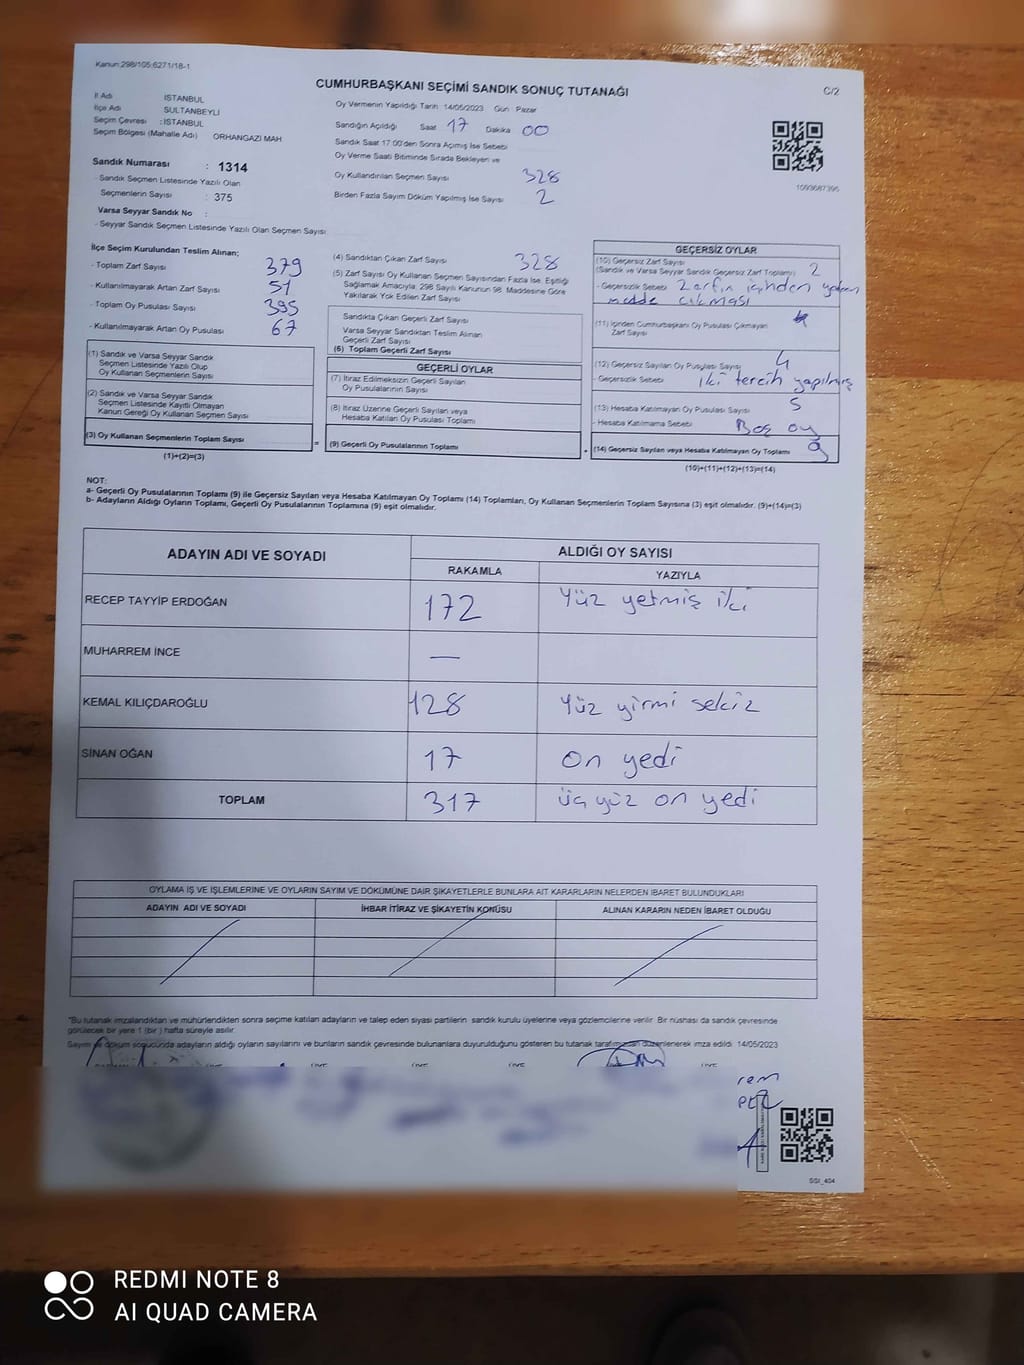 Kanun:298/105:6271/18-1
CUMHURBAŞKANI SEÇİMİ SANDIK SONUÇ TUTANAĞI
C/2
İl Adı İSTANBUL
İlçe Adı SULTANBEYLİ
Seçim Çevresi : İSTANBUL
Seçim Bölgesi (Mahalle Adı) ORHANGAZİ MAH
Sandık Numarası : 1314
- Sandık Seçmen Listesinde Yazılı Olan
Seçmenlerin Sayısı : 375
Varsa Seyyar Sandık No :
- Seyyar Sandık Seçmen Listesinde Yazılı Olan Seçmen Sayısı
Oy Vermenin Yapıldığı Tarih 14/05/2023 Gün : Pazar
Sandığın Açıldığı Saat 17 Dakika 00
Sandık Saat 17:00'den Sonra Açımış İse Sebebi
Oy Verme Saati Bitiminde Sırada Bekleyen ve
Oy Kullandırılan Seçmen Sayısı 328
Birden Fazla Sayım Döküm Yapılmış İse Sayısı 2
1093687395
İlçe Seçim Kurulundan Teslim Alınan;
- Toplam Zarf Sayısı 379
- Kullanılmayarak Artan Zarf Sayısı 51
- Toplam Oy Pusulası Sayısı 395
- Kullanılmayarak Artan Oy Pusulası 67
(1) Sandık ve Varsa Seyyar Sandık
Seçmen Listesinde Yazılı Olup
Oy Kullanan Seçmenlerin Sayısı
(2) Sandık ve Varsa Seyyar Sandık
Seçmen Listesinde Kayıtlı Olmayan
Kanun Gereği Oy Kullanan Seçmen Sayısı
(3) Oy Kullanan Seçmenlerin Toplam Sayısı
(1)+(2)=(3)
=
(4) Sandıktan Çıkan Zarf Sayısı 328
(5) Zarf Sayısı Oy Kullanan Seçmen Sayısından Fazla İse, Eşitliği
Sağlamak Amacıyla, 298 Sayılı Kanunun 98. Maddesine Göre
Yakılarak Yok Edilen Zarf Sayısı
Sandıkta Çıkan Geçerli Zarf Sayısı
Varsa Seyyar Sandıktan Teslim Alınan
Geçerli Zarf Sayısı
(6) Toplam Geçerli Zarf Sayısı
GEÇERLİ OYLAR
(7) İtiraz Edilmeksizin Geçerli Sayılan
Oy Pusulalarının Sayısı
(8) İtiraz Üzerine Geçerli Sayılan veya
Hesaba Katılan Oy Pusulası Toplamı
(9) Geçerli Oy Pusulalarının Toplamı
GEÇERSİZ OYLAR
(10) Geçersiz Zarf Sayısı
(Sandık ve Varsa Seyyar Sandık Geçersiz Zarf Toplamı) 2
- Geçersizlik Sebebi Zarfın içinden yabancı
madde çıkması
(11) İçinden Cumhurbaşkanı Oy Pusulası Çıkmayan
Zarf Sayısı
(12) Geçersiz Sayılan Oy Pusulası Sayısı 4
- Geçersizlik Sebebi iki tercih yapılmış
(13) Hesaba Katılmayan Oy Pusulası Sayısı 5
- Hesaba Katılmama Sebebi Boş oy
(14) Geçersiz Sayılan veya Hesaba Katılmayan Oy Toplamı 9
(10)+(11)+(12)+(13)=(14)
NOT:
a- Geçerli Oy Pusulalarının Toplamı (9) ile Geçersiz Sayılan veya Hesaba Katılmayan Oy Toplamı (14) Toplamları, Oy Kullanan Seçmenlerin Toplam Sayısına (3) eşit olmalıdır. (9)+(14)=(3)
b- Adayların Aldığı Oyların Toplamı, Geçerli Oy Pusulalarının Toplamına (9) eşit olmalıdır.
ADAYIN ADI VE SOYADI ALDIĞI OY SAYISI
RAKAMLA YAZIYLA
RECEP TAYYİP ERDOĞAN 172 Yüz yetmiş iki
MUHARREM İNCE —
KEMAL KILIÇDAROĞLU 128 Yüz yirmi sekiz
SİNAN OĞAN 17 on yedi
TOPLAM 317 üç yüz on yedi
OYLAMA İŞ VE İŞLEMLERİNE VE OYLARIN SAYIM VE DÖKÜMÜNE DAİR ŞİKAYETLERLE BUNLARA AİT KARARLARIN NELERDEN İBARET BULUNDUKLARI
ADAYIN ADI VE SOYADI İHBAR İTİRAZ VE ŞİKAYETİN KONUSU ALINAN KARARIN NEDEN İBARET OLDUĞU
*Bu tutanak imzalandıktan ve mühürlendikten sonra seçime katılan adayların ve talep eden siyasi partilerin sandık kurulu üyelerine veya gözlemcilerine verilir. Bir nüshası da sandık çevresinde
görülecek bir yere 1 (bir ) hafta süreyle asılır.
Sayım ve döküm sonucunda adayların aldığı oyların sayılarını ve bunların sandık çevresinde bulunanlara duyurulduğunu gösteren bu tutanak tarafımızdan düzenlenerek imza edildi. 14/05/2023
ÜYE ÜYE ÜYE ÜYE
SSI_404
REDMI NOTE 8
AI QUAD CAMERA